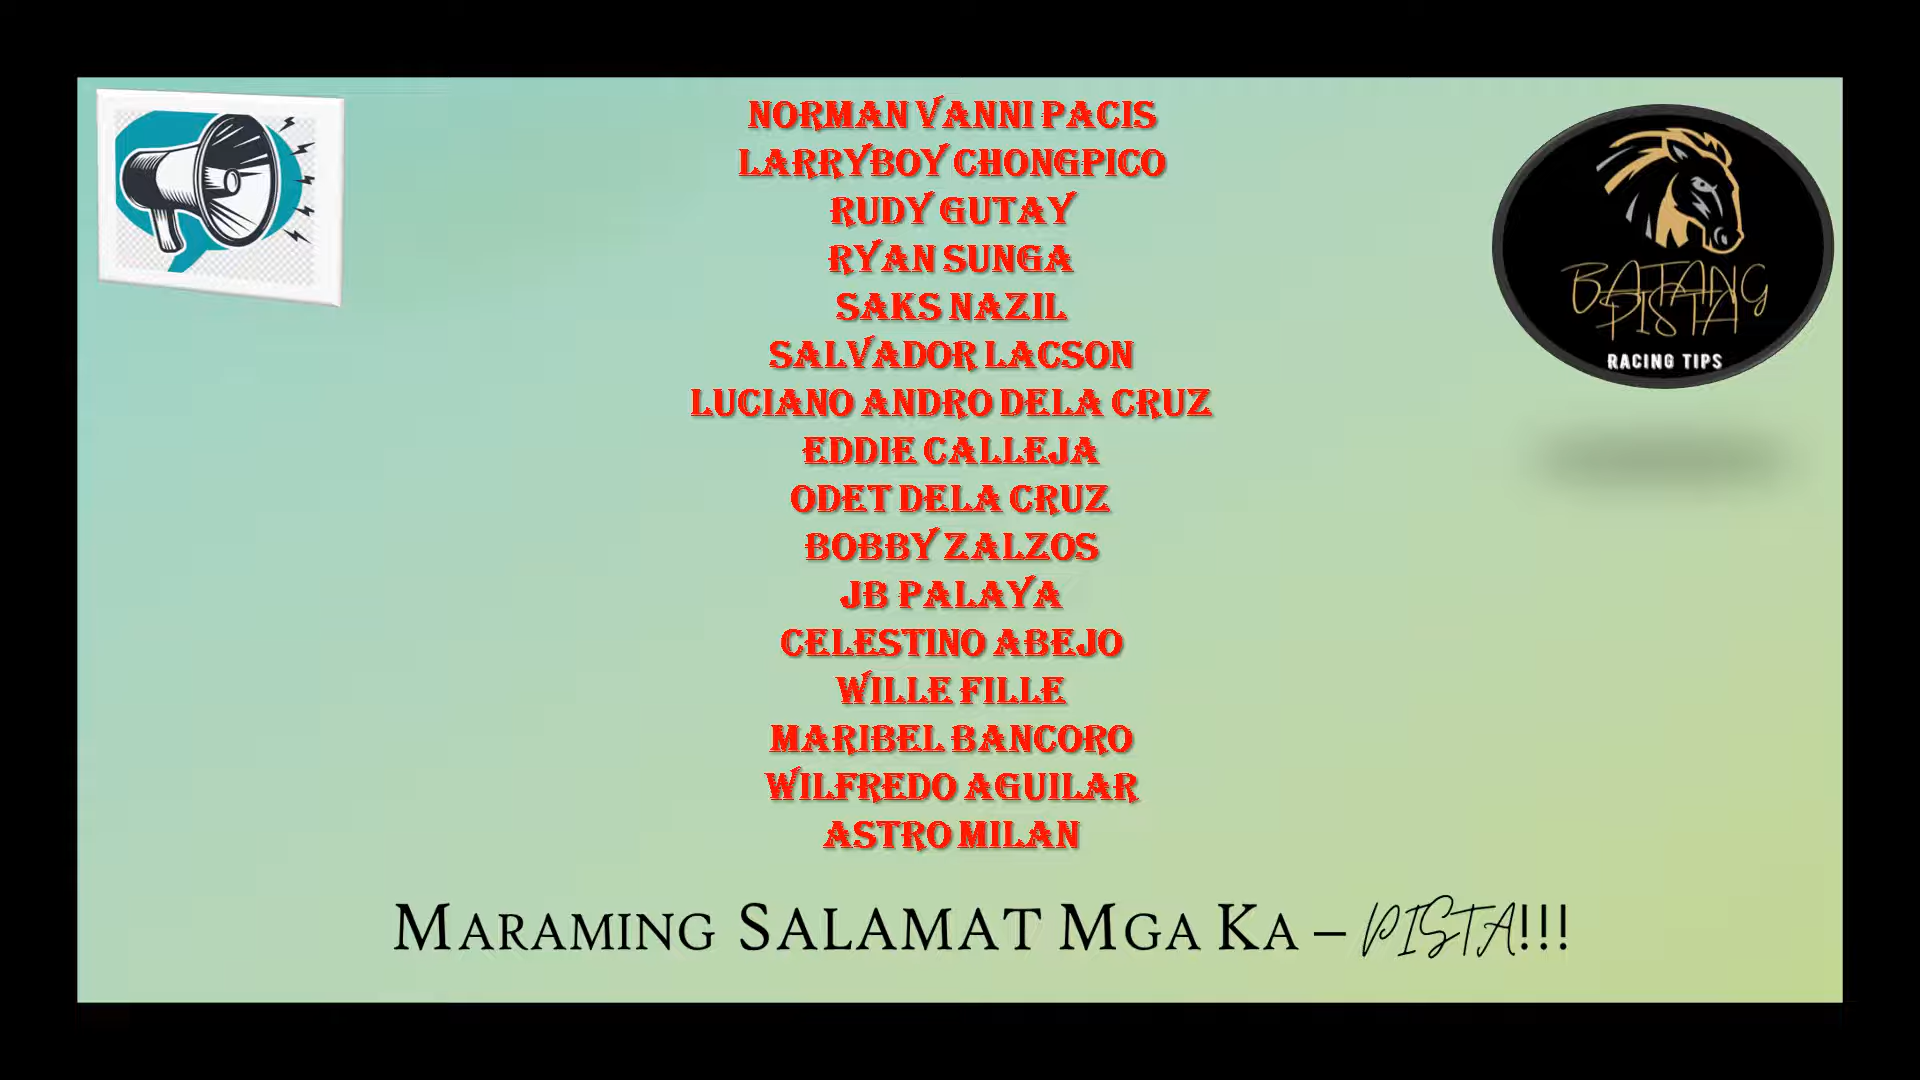 NORMAN VANNI PACIS
LARRYBOY CHONGPICO
RUDY GUTAY
RYAN SUNGA
SAKS NAZIL
SALVADOR LACSON
LUCIANO ANDRO DELA CRUZ
EDDIE CALLEJA
ODET DELA CRUZ
BOBBY ZALZOS
JB PALAYA
CELESTINO ABEJO
WILLE FILLE
MARIBEL BANCORO
WILFREDO AGUILAR
ASTRO MILAN
BATANG
PISTA
RACING TIPS
MARAMING SALAMAT MGA KA – PISTA!!!